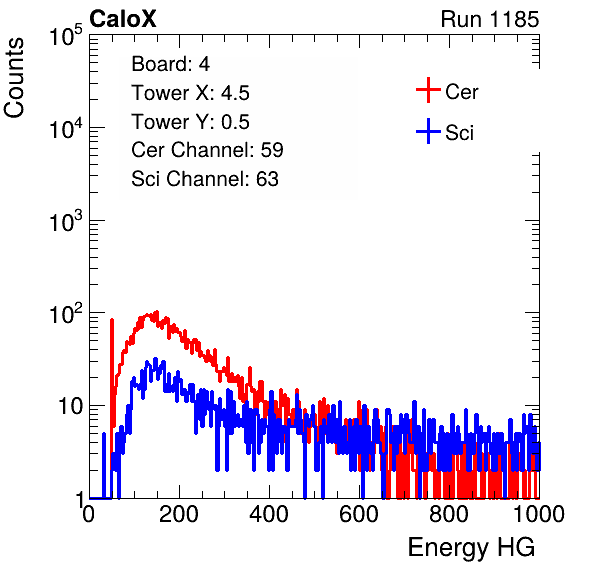 CaloX Run 1185
Counts
10^5
10^4
10^3
10^2
10
1
Board: 4
Tower X: 4.5
Tower Y: 0.5
Cer Channel: 59
Sci Channel: 63
Cer
Sci
0 200 400 600 800 1000
Energy HG